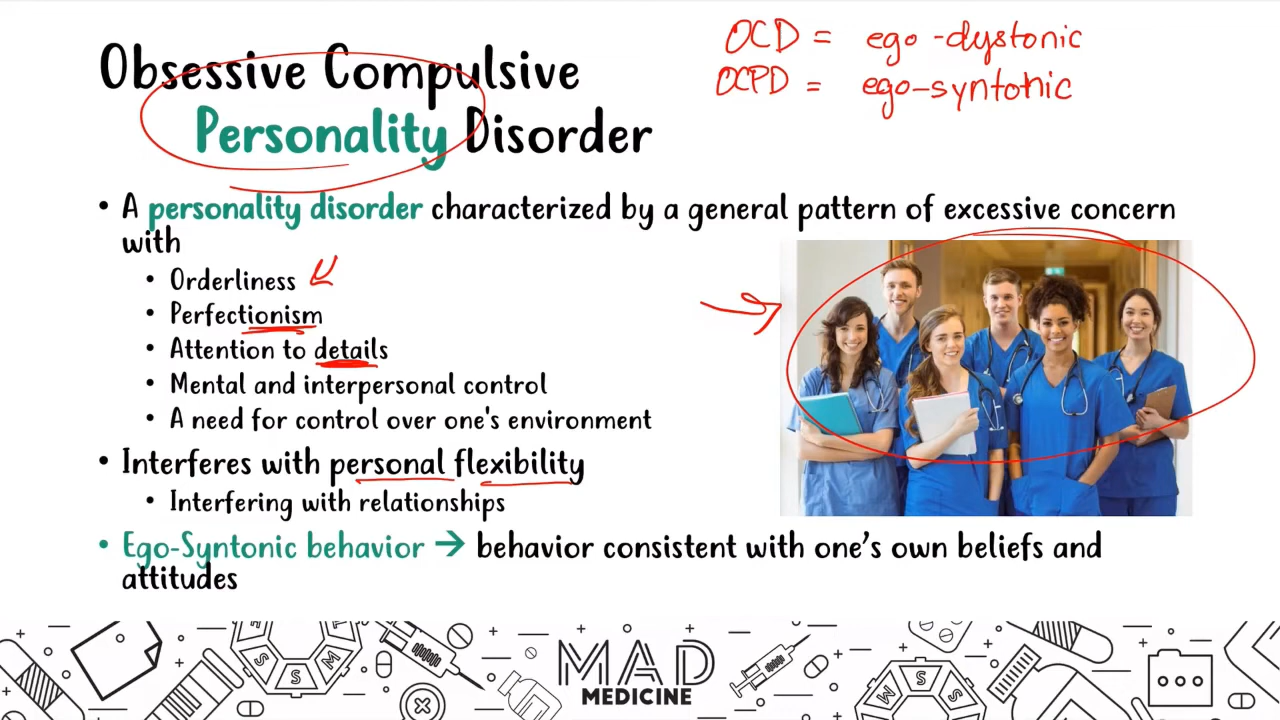 OCD = ego-dystonic
OCPD = ego-syntonic
Obsessive Compulsive
Personality Disorder
• A personality disorder characterized by a general pattern of excessive concern
with
• Orderliness
• Perfectionism
• Attention to details
• Mental and interpersonal control
• A need for control over one's environment
• Interferes with personal flexibility
• Interfering with relationships
• Ego-Syntonic behavior → behavior consistent with one's own beliefs and
attitudes
S S S M
MAD
MEDICINE
M S S